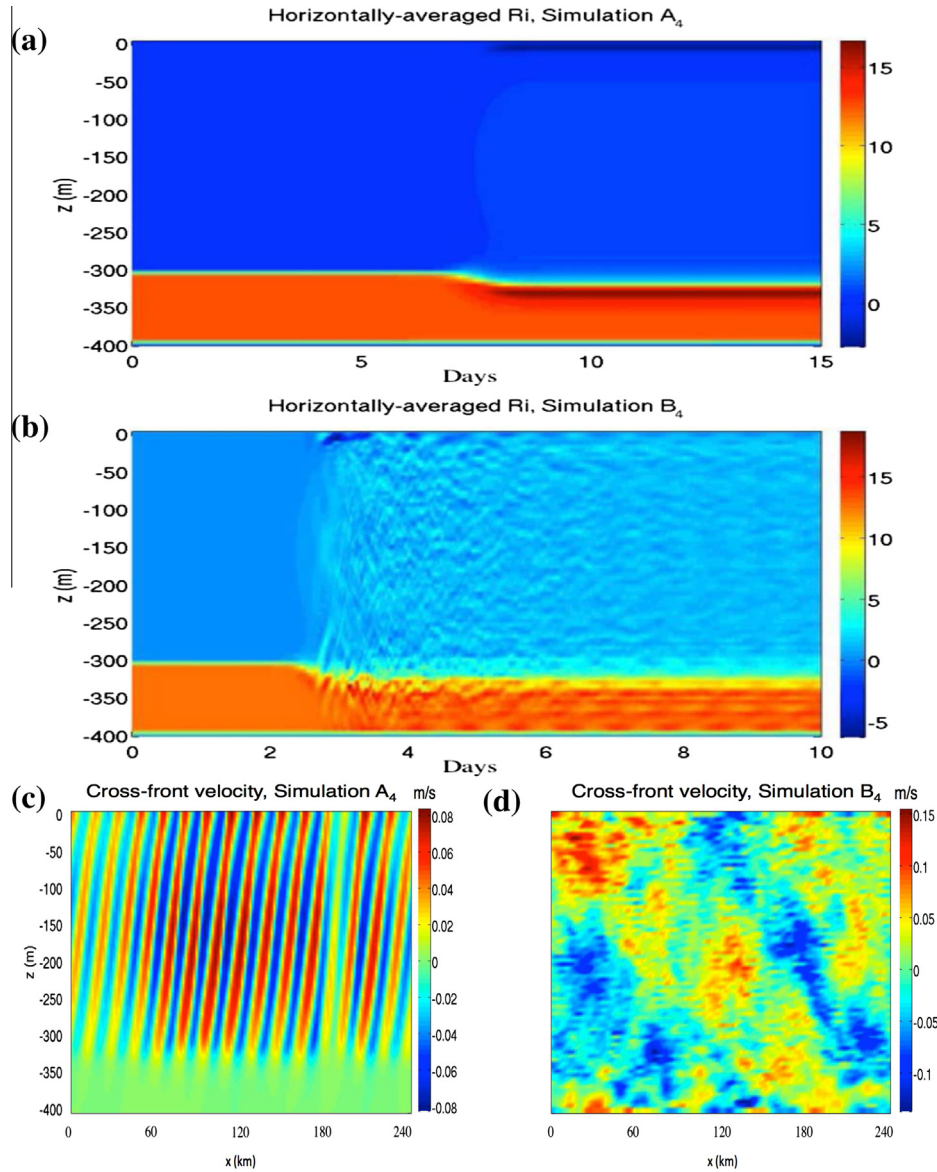 (a)
Horizontally-averaged Ri, Simulation A4
z (m)
0
-50
-100
-150
-200
-250
-300
-350
-400
0 5 10 15
Days
15
10
5
0
(b)
Horizontally-averaged Ri, Simulation B4
z (m)
0
-50
-100
-150
-200
-250
-300
-350
-400
0 2 4 6 8 10
Days
15
10
5
0
-5
(c)
Cross-front velocity, Simulation A4 m/s
z (m)
0
-50
-100
-150
-200
-250
-300
-350
-400
0 60 120 180 240
x (km)
0.08
0.06
0.04
0.02
0
-0.02
-0.04
-0.06
-0.08
(d)
Cross-front velocity, Simulation B4 m/s
0 60 120 180 240
x (km)
0.15
0.1
0.05
0
-0.05
-0.1